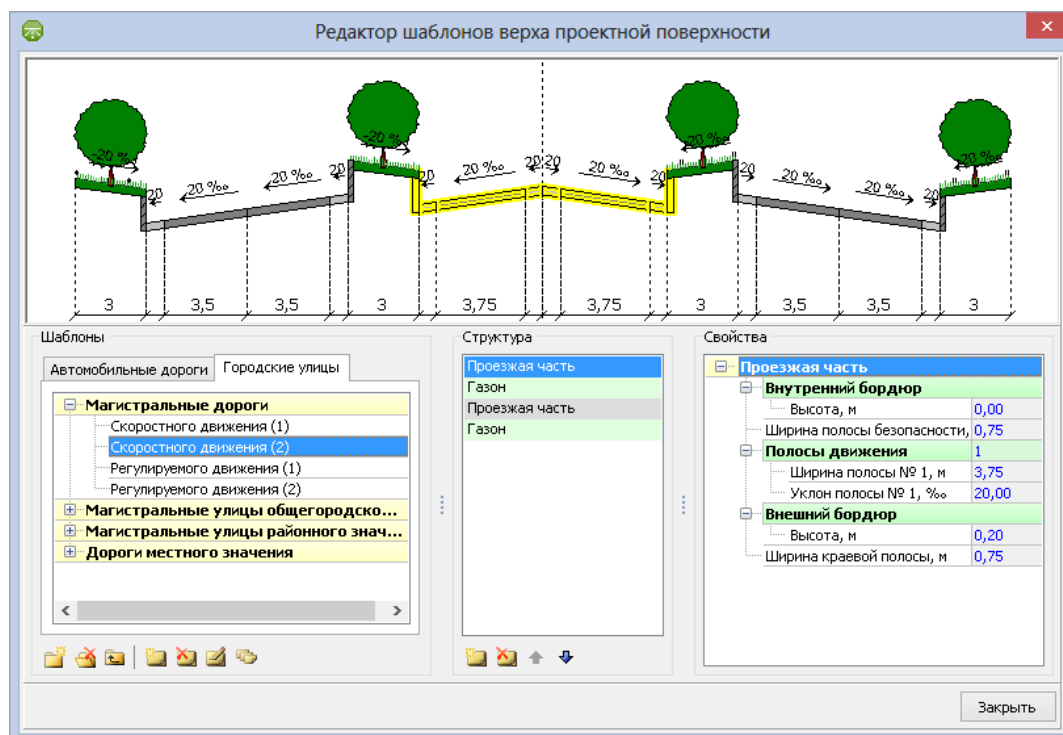 Редактор шаблонов верха проектной поверхности
-20 ‰ -20 ‰ -20 ‰ -20 ‰
20 20 ‰ 20 ‰ 20 20 20 ‰ 20 20 20 ‰ 20 20 20 ‰ 20 ‰ 20
3 3,5 3,5 3 3,75 3,75 3 3,5 3,5 3
Шаблоны
Автомобильные дороги Городские улицы
Магистральные дороги
Скоростного движения (1)
Скоростного движения (2)
Регулируемого движения (1)
Регулируемого движения (2)
Магистральные улицы общегородско...
Магистральные улицы районного знач...
Дороги местного значения
Структура
Проезжая часть
Газон
Проезжая часть
Газон
Свойства
Проезжая часть
Внутренний бордюр
Высота, м 0,00
Ширина полосы безопасности, 0,75
Полосы движения 1
Ширина полосы № 1, м 3,75
Уклон полосы № 1, ‰ 20,00
Внешний бордюр
Высота, м 0,20
Ширина краевой полосы, м 0,75
Закрыть